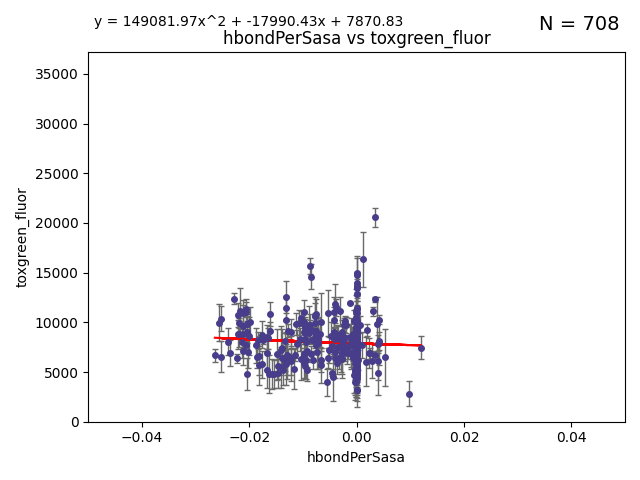 y = 149081.97x^2 + -17990.43x + 7870.83
N = 708
hbondPerSasa vs toxgreen_fluor
toxgreen_fluor
35000
30000
25000
20000
15000
10000
5000
0
−0.04
−0.02
0.00
0.02
0.04
hbondPerSasa